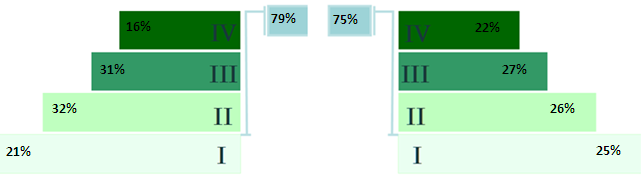 79% 75%
16% IV IV 22%
31% III III 27%
32% II II 26%
21% I I 25%